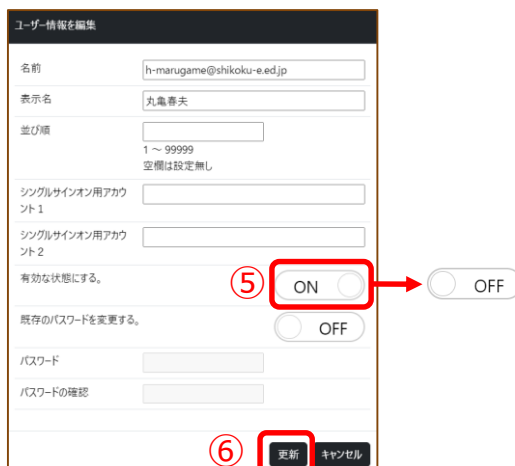 ユーザー情報を編集
名前
h-marugame@shikoku-e.ed.jp
表示名
丸亀春夫
並び順
1 ～ 99999
空欄は設定無し
シングルサインオン用アカウ
ント1
シングルサインオン用アカウ
ント2
有効な状態にする。
⑤
ON
OFF
既存のパスワードを変更する。
OFF
パスワード
パスワードの確認
⑥
更新
キャンセル